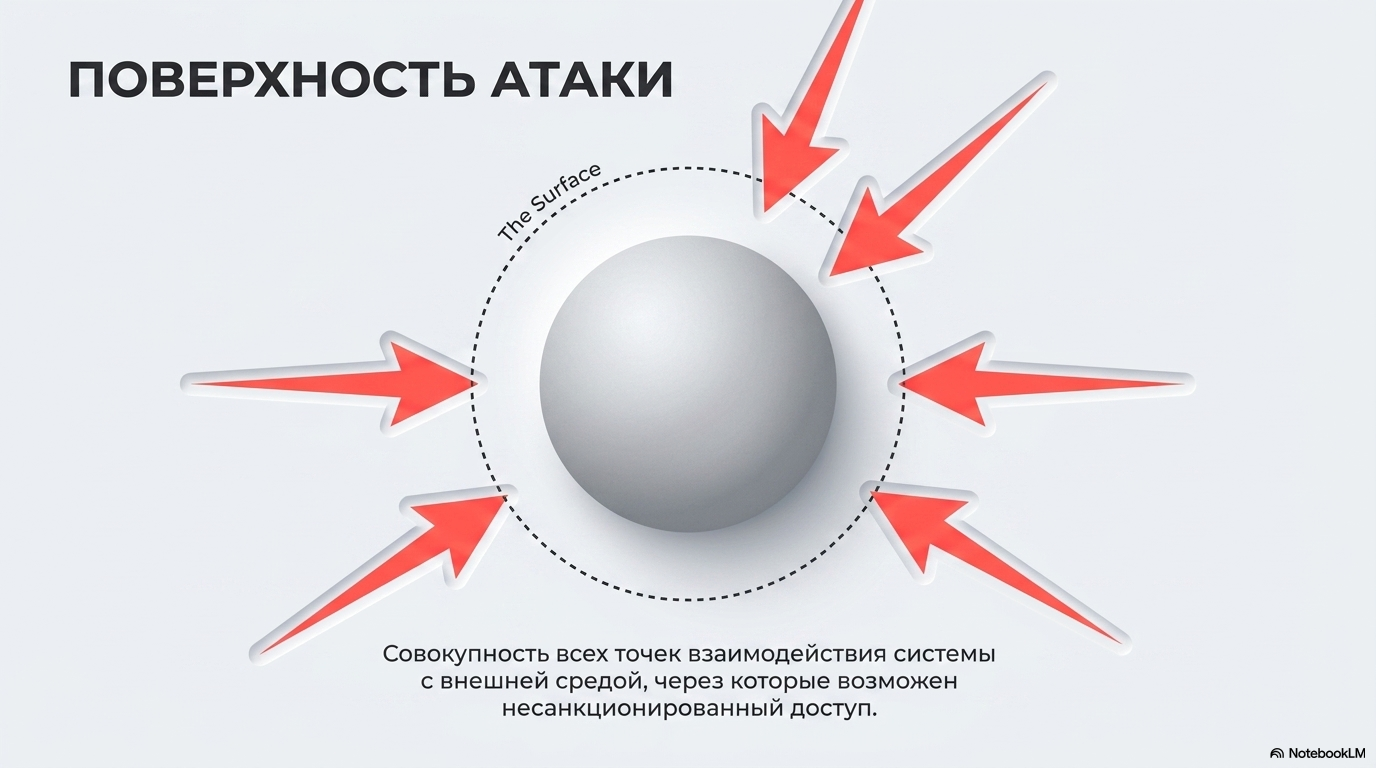 ПОВЕРХНОСТЬ АТАКИ
The Surface
Совокупность всех точек взаимодействия системы
с внешней средой, через которые возможен
несанкционированный доступ.
NotebookLM